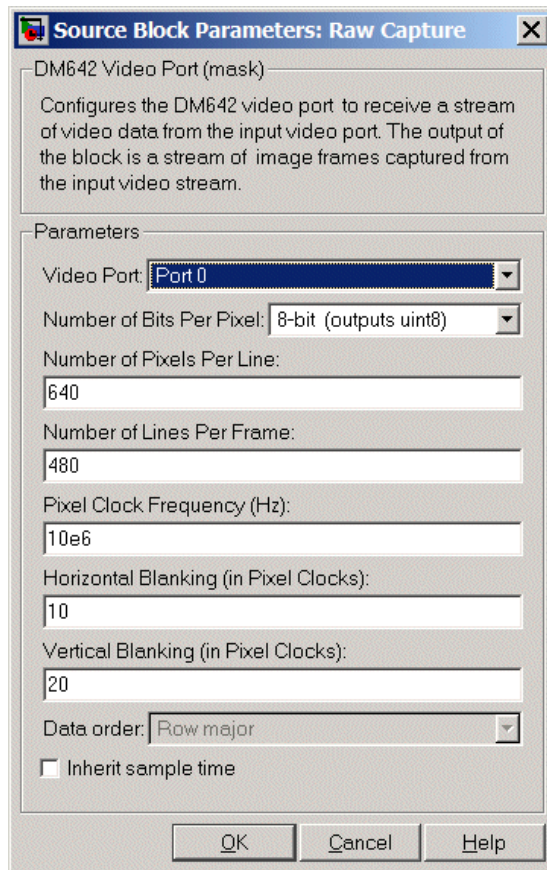 Source Block Parameters: Raw Capture
DM642 Video Port (mask)
Configures the DM642 video port to receive a stream
of video data from the input video port. The output of
the block is a stream of image frames captured from
the input video stream.
Parameters
Video Port: Port 0
Number of Bits Per Pixel: 8-bit (outputs uint8)
Number of Pixels Per Line:
640
Number of Lines Per Frame:
480
Pixel Clock Frequency (Hz):
10e6
Horizontal Blanking (in Pixel Clocks):
10
Vertical Blanking (in Pixel Clocks):
20
Data order: Row major
Inherit sample time
OK Cancel Help